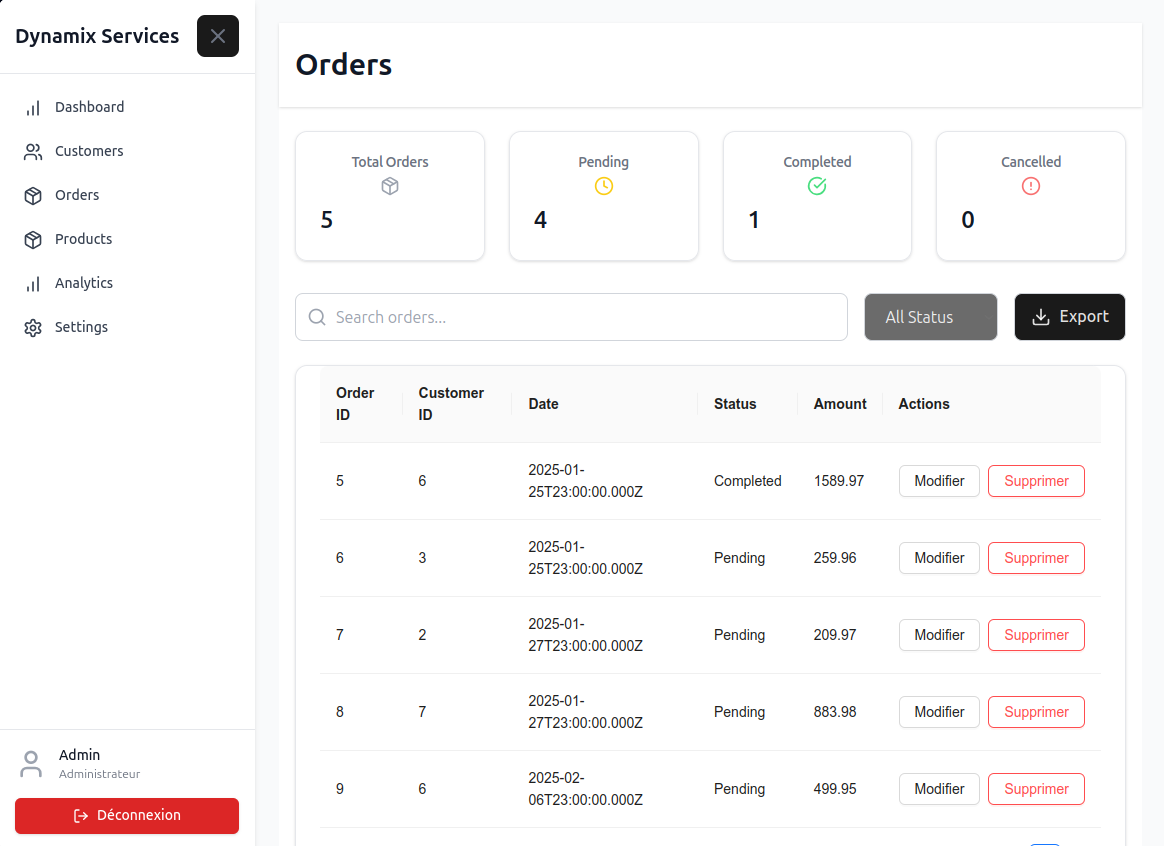 Dynamix Services
Dashboard
Customers
Orders
Products
Analytics
Settings
Admin
Administrateur
Déconnexion
Orders
Total Orders
5
Pending
4
Completed
1
Cancelled
0
Search orders...
All Status
Export
Order ID Customer ID Date Status Amount Actions
5 6 2025-01-
25T23:00:00.000Z Completed 1589.97 Modifier Supprimer
6 3 2025-01-
25T23:00:00.000Z Pending 259.96 Modifier Supprimer
7 2 2025-01-
27T23:00:00.000Z Pending 209.97 Modifier Supprimer
8 7 2025-01-
27T23:00:00.000Z Pending 883.98 Modifier Supprimer
9 6 2025-02-
06T23:00:00.000Z Pending 499.95 Modifier Supprimer